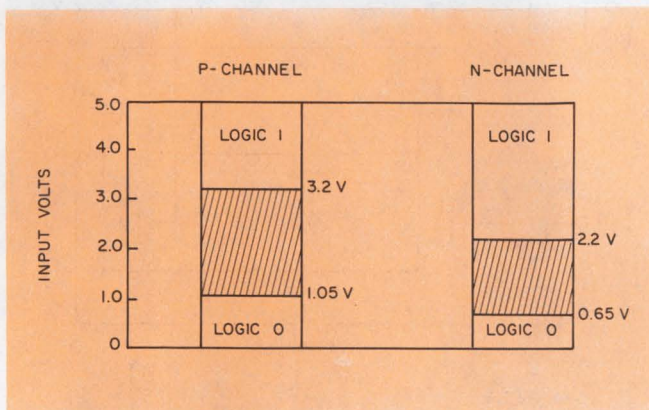 P-CHANNEL
N-CHANNEL
INPUT VOLTS
5.0
4.0
3.0
2.0
1.0
0
LOGIC 1
3.2 V
1.05 V
LOGIC 0
LOGIC 1
2.2 V
0.65 V
LOGIC 0